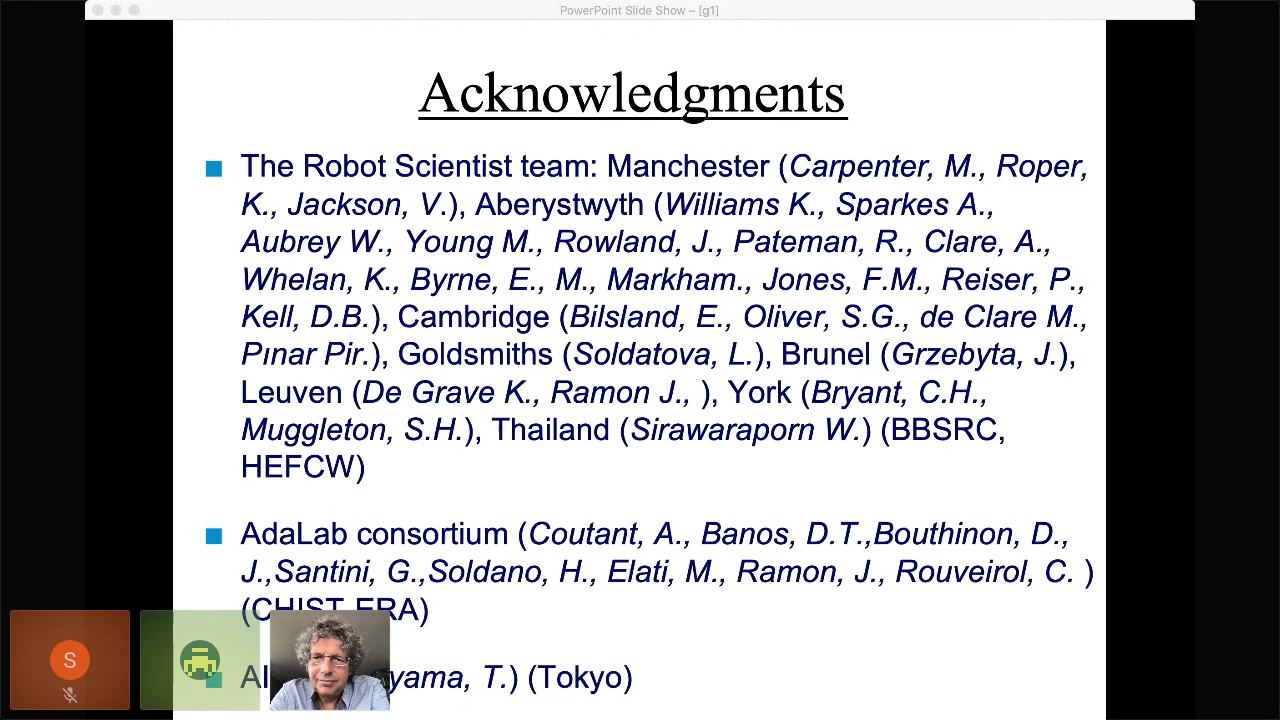 PowerPoint Slide Show – [g1]
Acknowledgments
The Robot Scientist team: Manchester (Carpenter, M., Roper,
K., Jackson, V.), Aberystwyth (Williams K., Sparkes A.,
Aubrey W., Young M., Rowland, J., Pateman, R., Clare, A.,
Whelan, K., Byrne, E., M., Markham., Jones, F.M., Reiser, P.,
Kell, D.B.), Cambridge (Bilsland, E., Oliver, S.G., de Clare M.,
Pınar Pir.), Goldsmiths (Soldatova, L.), Brunel (Grzebyta, J.),
Leuven (De Grave K., Ramon J., ), York (Bryant, C.H.,
Muggleton, S.H.), Thailand (Sirawaraporn W.) (BBSRC,
HEFCW)
AdaLab consortium (Coutant, A., Banos, D.T.,Bouthinon, D.,
J.,Santini, G.,Soldano, H., Elati, M., Ramon, J., Rouveirol, C. )
(CHIST-ERA)
T.) (Tokyo)
S